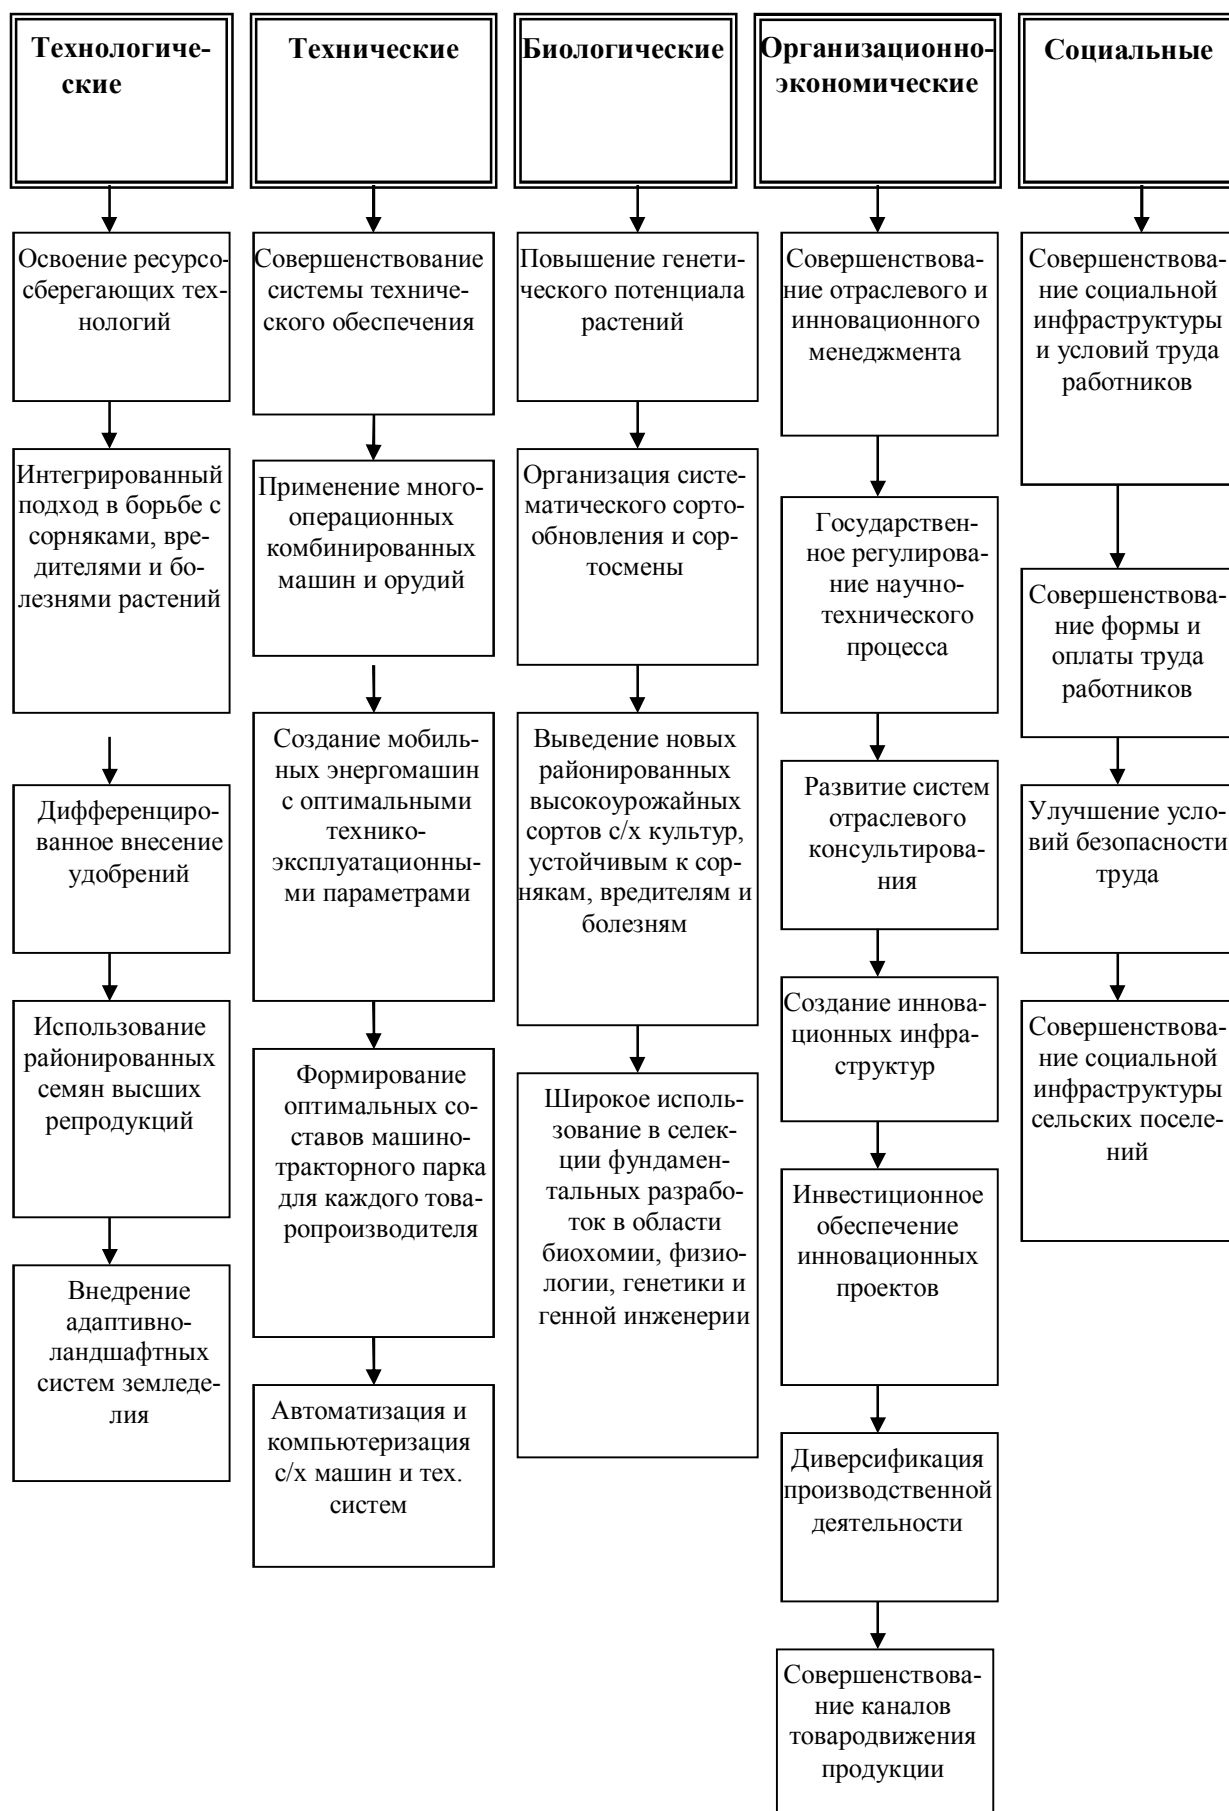 Технологиче-
ские
Освоение ресурсо-
сберегающих тех-
нологий
Интегрированный
подход в борьбе с
сорняками, вре-
дителями и бо-
лезнями растений
Дифференциро-
ванное внесение
удобрений
Использование
районированных
семян высших
репродукций
Внедрение
адаптивно-
ландшафтных
систем земледе-
лия
Технические
Совершенствование
системы техниче-
ского обеспечения
Применение много-
операционных
комбинированных
машин и орудий
Создание мобиль-
ных энергомашин
с оптимальными
технико-
эксплуатационны-
ми параметрами
Формирование
оптимальных со-
ставов машино-
тракторного парка
для каждого това-
ропроизводителя
Автоматизация и
компьютеризация
с/х машин и тех.
систем
Биологические
Повышение генети-
ческого потенциала
растений
Организация систе-
матического сорто-
обновления и сор-
тосмены
Выведение новых
районированных
высокоурожайных
сортов с/х культур,
устойчивым к сор-
някам, вредителям и
болезням
Широкое исполь-
зование в селек-
ции фундамен-
тальных разрабо-
ток в области
биохомии, физио-
логии, генетики и
генной инженерии
Организационно-
экономические
Совершенствова-
ние отраслевого и
инновационного
менеджмента
Государствен-
ное регулирова-
ние научно-
технического
процесса
Развитие систем
отраслевого
консультирова-
ния
Создание иннова-
ционных инфра-
структур
Инвестиционное
обеспечение
инновационных
проектов
Диверсификация
производственной
деятельности
Совершенствова-
ние каналов
товародвижения
продукции
Социальные
Совершенствова-
ние социальной
инфраструктуры
и условий труда
работников
Совершенствова-
ние формы и
оплаты труда
работников
Улучшение усло-
вий безопасности
труда
Совершенствова-
ние социальной
инфраструктуры
сельских поселе-
ний